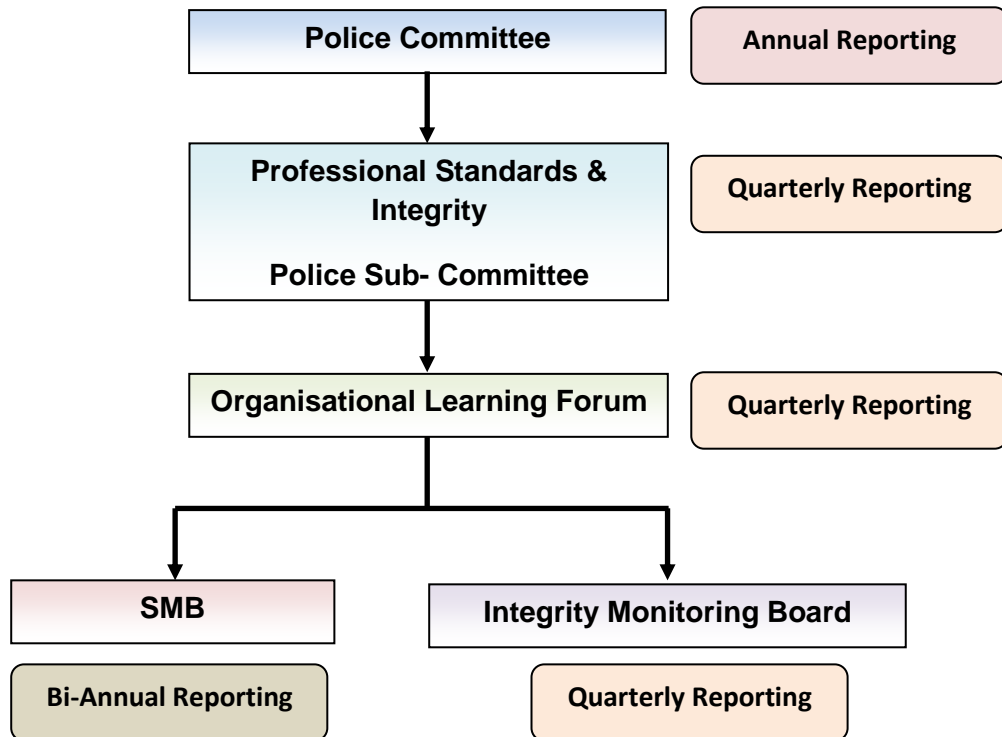 Police Committee
Annual Reporting
Professional Standards &
Integrity
Police Sub- Committee
Quarterly Reporting
Organisational Learning Forum
Quarterly Reporting
SMB
Integrity Monitoring Board
Bi-Annual Reporting
Quarterly Reporting